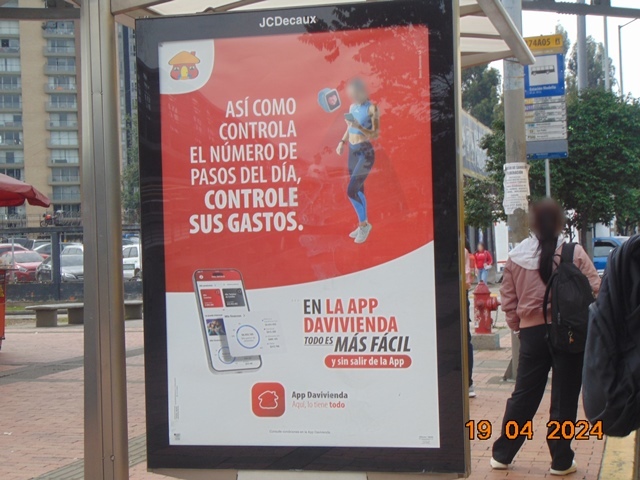 JCDecaux
ASÍ COMO
CONTROLA
EL NÚMERO DE
PASOS DEL DÍA,
CONTROLE
SUS GASTOS.
EN LA APP
DAVIVIENDA
TODO ES MÁS FÁCIL
y sin salir de la App
App Davivienda
Aquí, lo tiene todo
19 04 2024